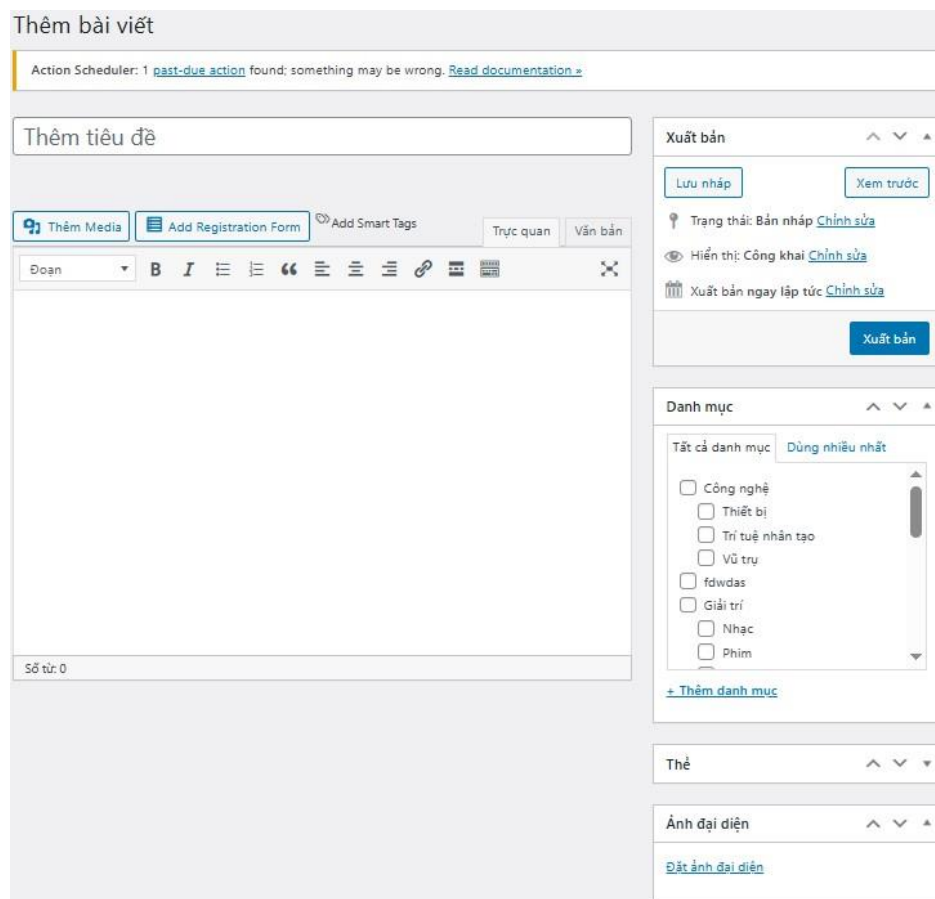 Thêm bài viết
Action Scheduler: 1 past-due action found; something may be wrong. Read documentation »
Thêm tiêu đề
Thêm Media
Add Registration Form
Add Smart Tags
Trực quan
Văn bản
Đoạn
B I
Số từ: 0
Xuất bản
Lưu nháp
Xem trước
Trạng thái: Bản nháp Chỉnh sửa
Hiển thị: Công khai Chỉnh sửa
Xuất bản ngay lập tức Chỉnh sửa
Xuất bản
Danh mục
Tất cả danh mục
Dùng nhiều nhất
Công nghệ
Thiết bị
Trí tuệ nhân tạo
Vũ trụ
fdwdas
Giải trí
Nhạc
Phim
+ Thêm danh mục
Thẻ
Ảnh đại diện
Đặt ảnh đại diện